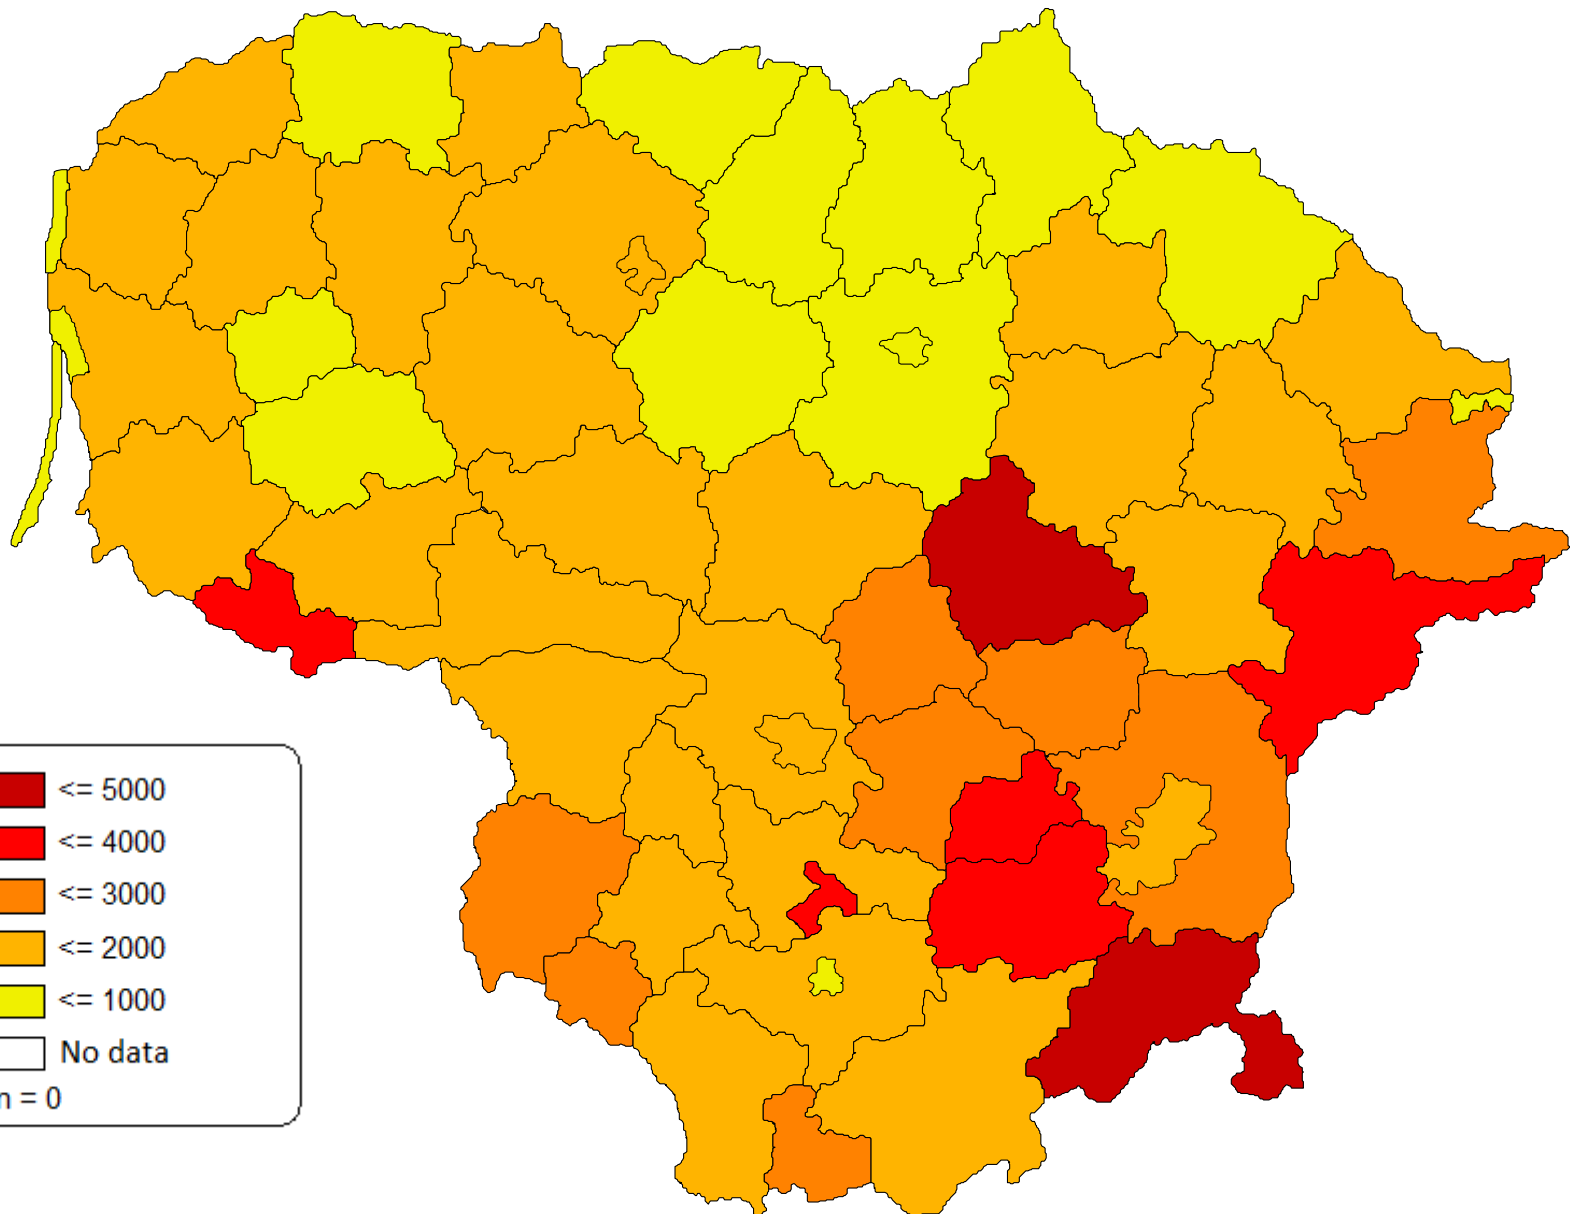 <= 5000
<= 4000
<= 3000
<= 2000
<= 1000
No data
n = 0